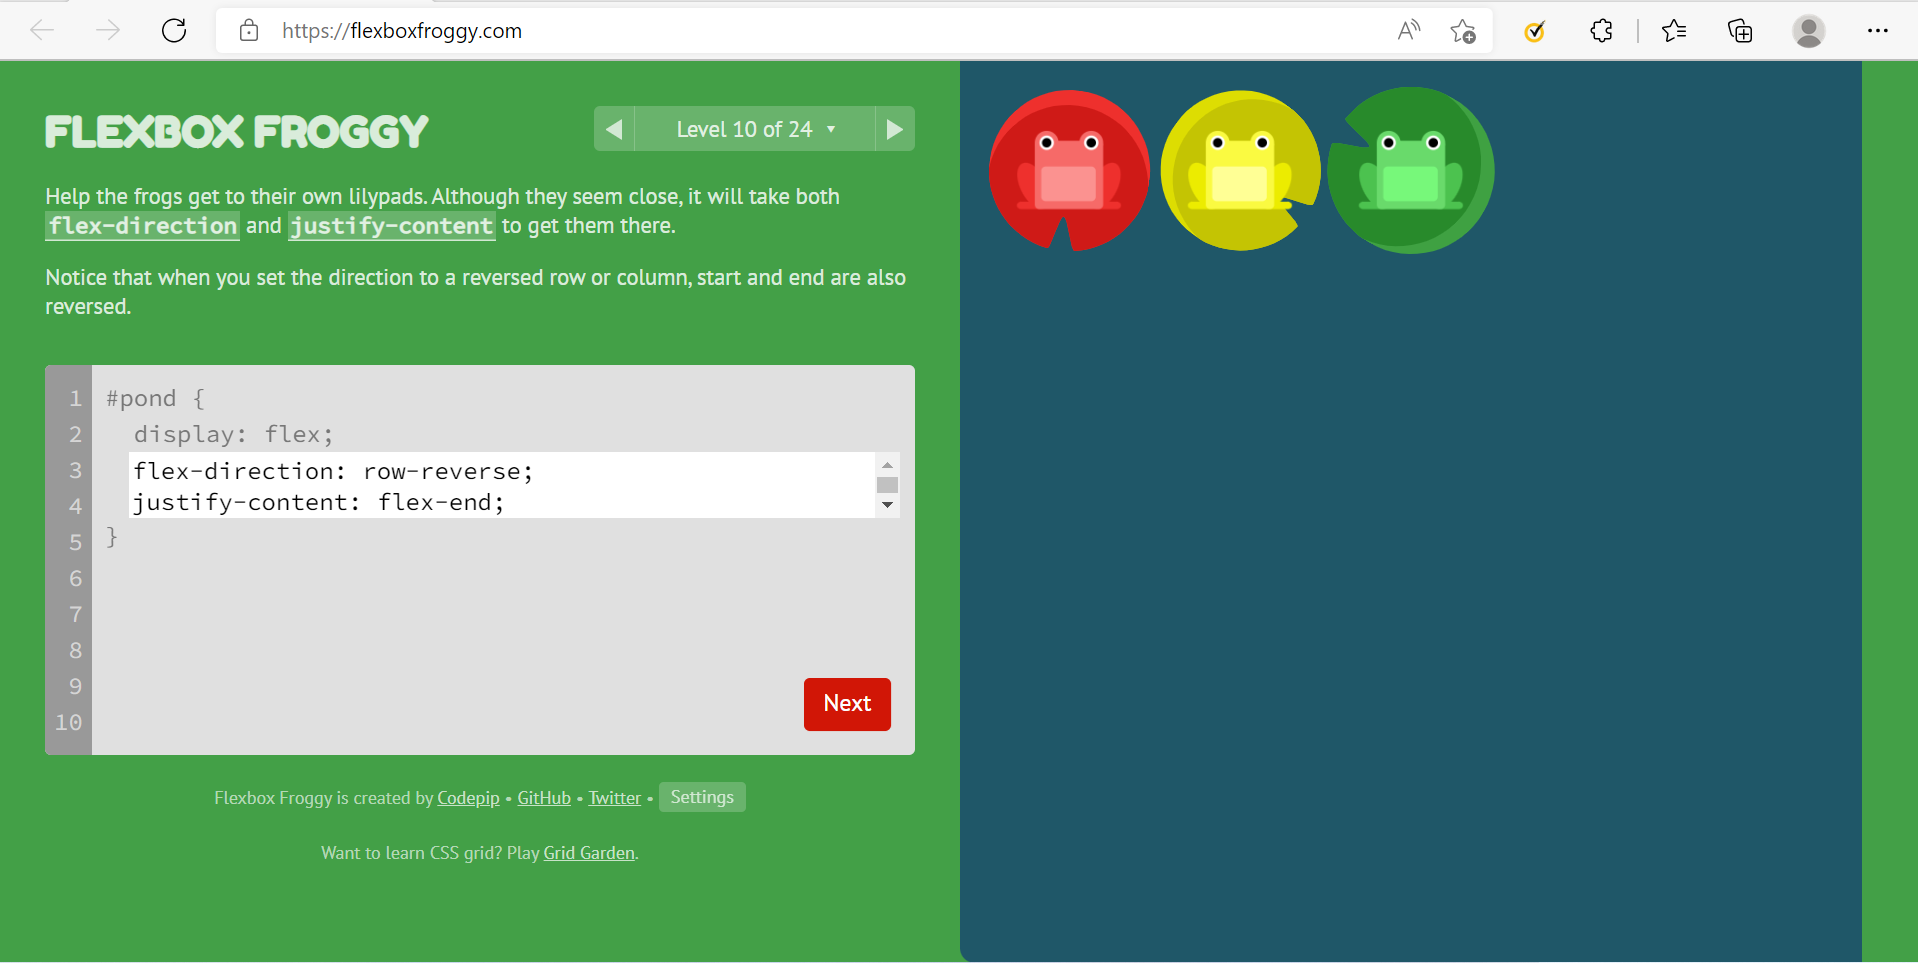 https://flexboxfroggy.com
FLEXBOX FROGGY
Level 10 of 24 ▼
Help the frogs get to their own lilypads. Although they seem close, it will take both
flex-direction and justify-content to get them there.
Notice that when you set the direction to a reversed row or column, start and end are also
reversed.
1 #pond {
2 display: flex;
3 flex-direction: row-reverse;
4 justify-content: flex-end;
5 }
6
7
8
9
10
Next
Flexbox Froggy is created by Codepip • GitHub • Twitter • Settings
Want to learn CSS grid? Play Grid Garden.